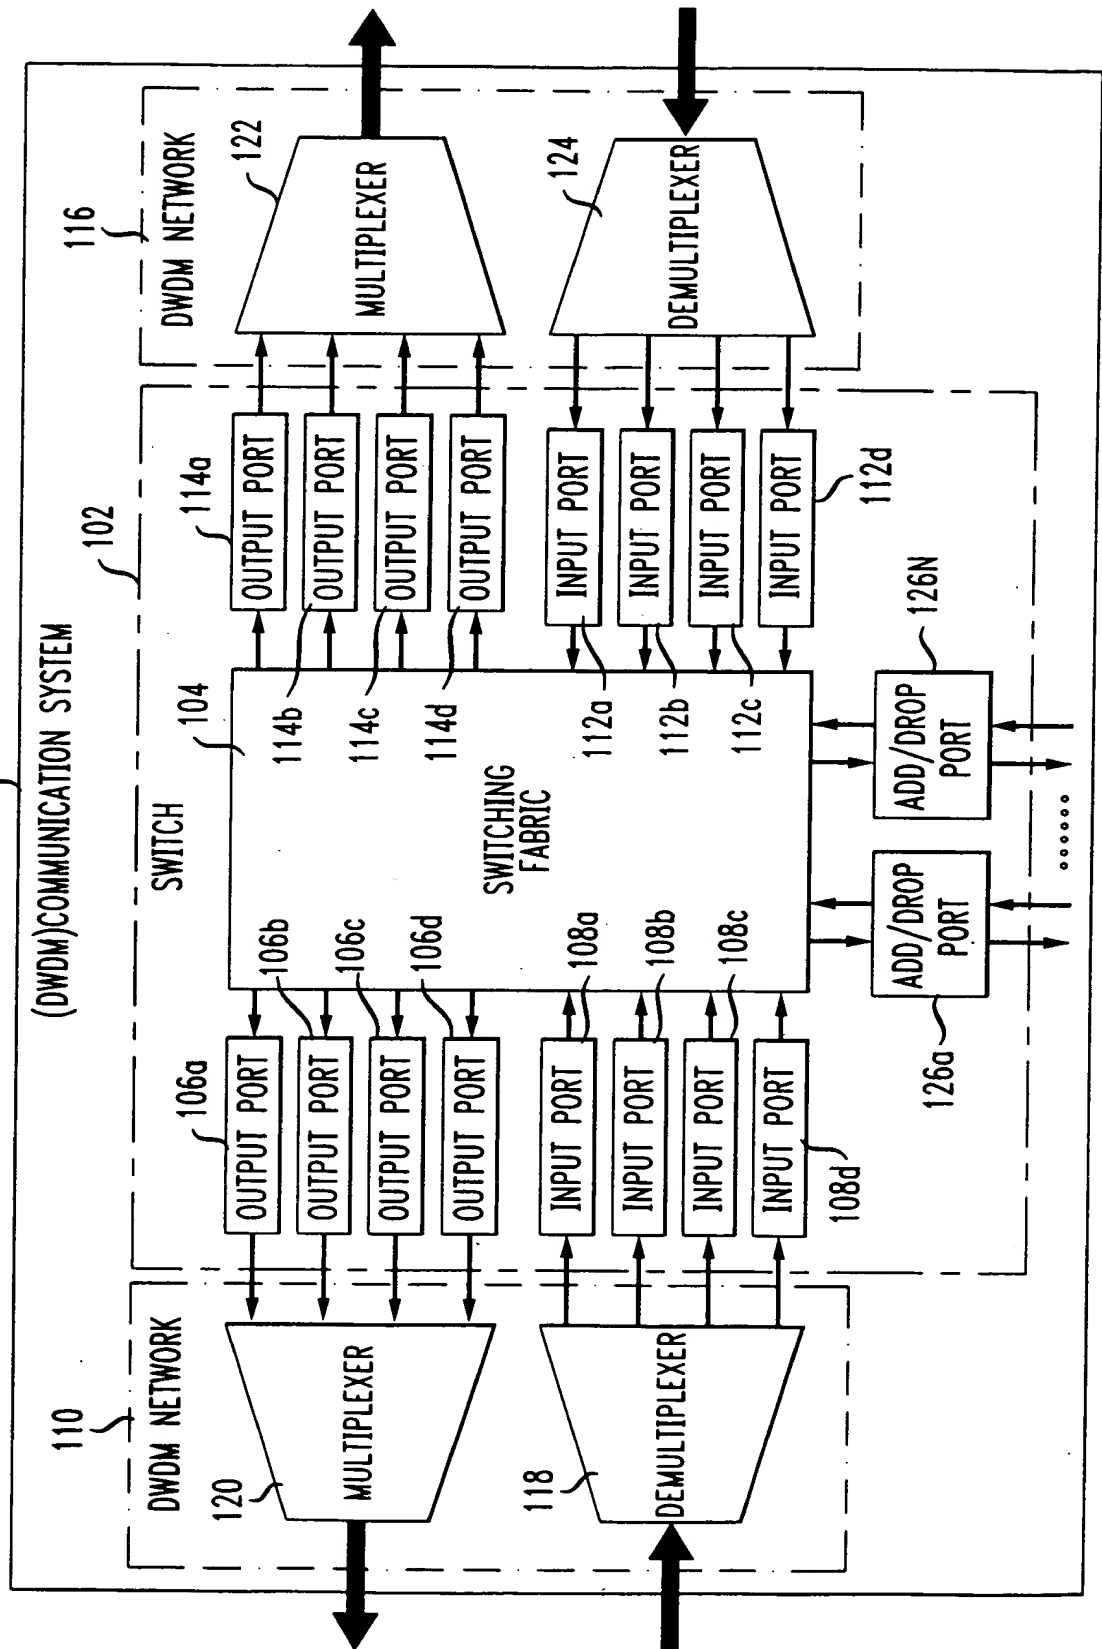 (DWDM)COMMUNICATION SYSTEM
102
SWITCH
110
DWDM NETWORK
116
DWDM NETWORK
120
MULTIPLEXER
106a
OUTPUT PORT
106b
OUTPUT PORT
106c
OUTPUT PORT
106d
OUTPUT PORT
104
SWITCHING
FABRIC
114a
OUTPUT PORT
114b
OUTPUT PORT
114c
OUTPUT PORT
114d
OUTPUT PORT
122
MULTIPLEXER
118
DEMULTIPLEXER
108a
INPUT PORT
108b
INPUT PORT
108c
INPUT PORT
108d
INPUT PORT
112a
INPUT PORT
112b
INPUT PORT
112c
INPUT PORT
112d
INPUT PORT
124
DEMULTIPLEXER
126a
ADD/DROP
PORT
126N
ADD/DROP
PORT